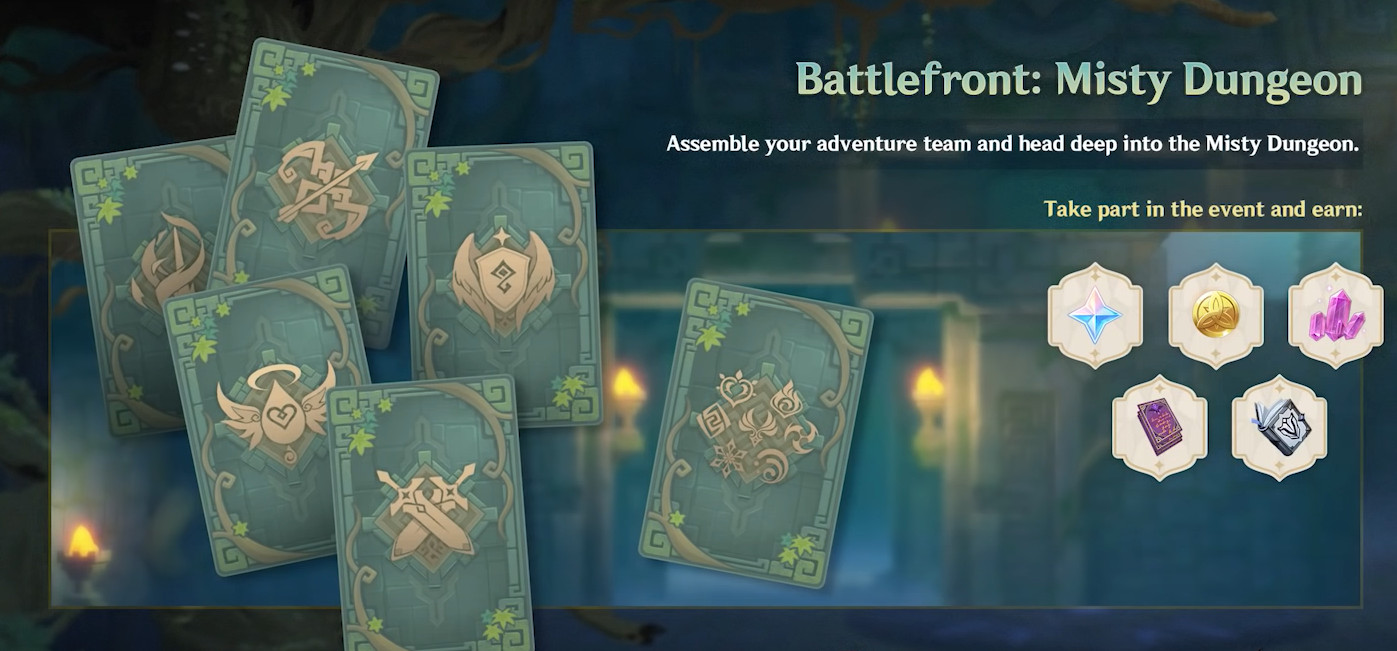 Battlefront: Misty Dungeon
Assemble your adventure team and head deep into the Misty Dungeon.
Take part in the event and earn: